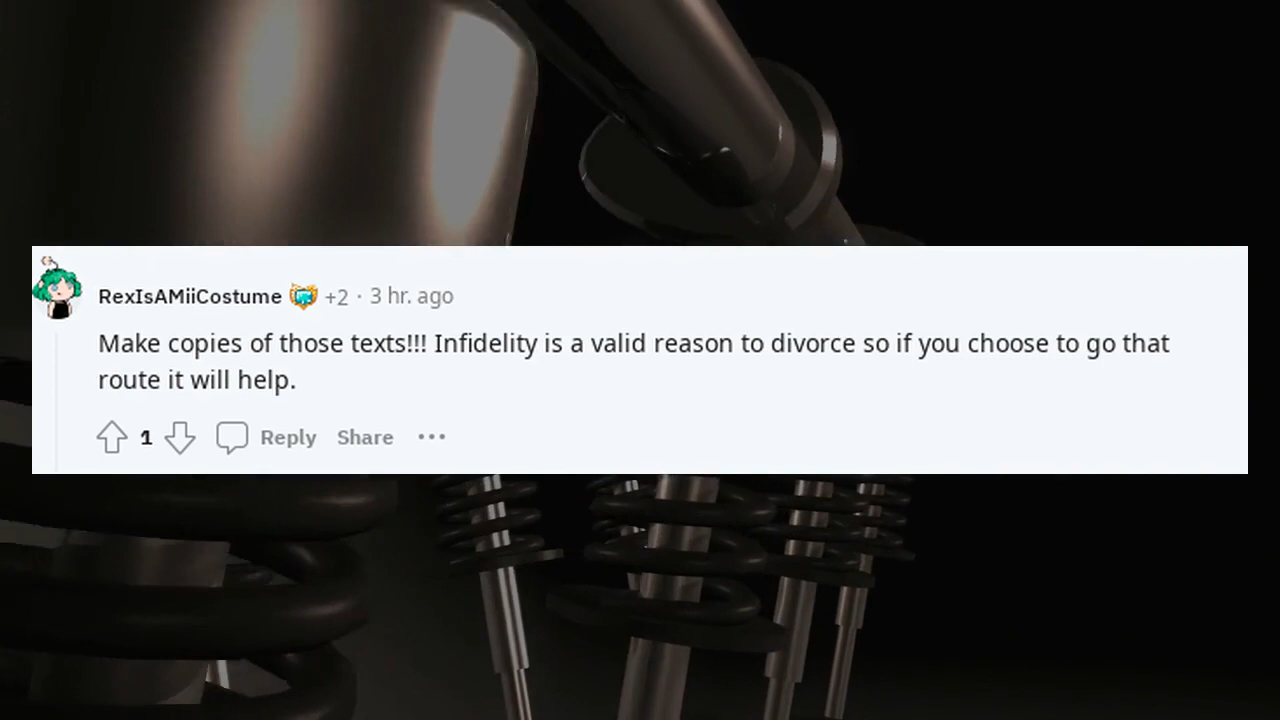 RexIsAMiiCostume +2 · 3 hr. ago
Make copies of those texts!!! Infidelity is a valid reason to divorce so if you choose to go that
route it will help.
1 Reply Share ···